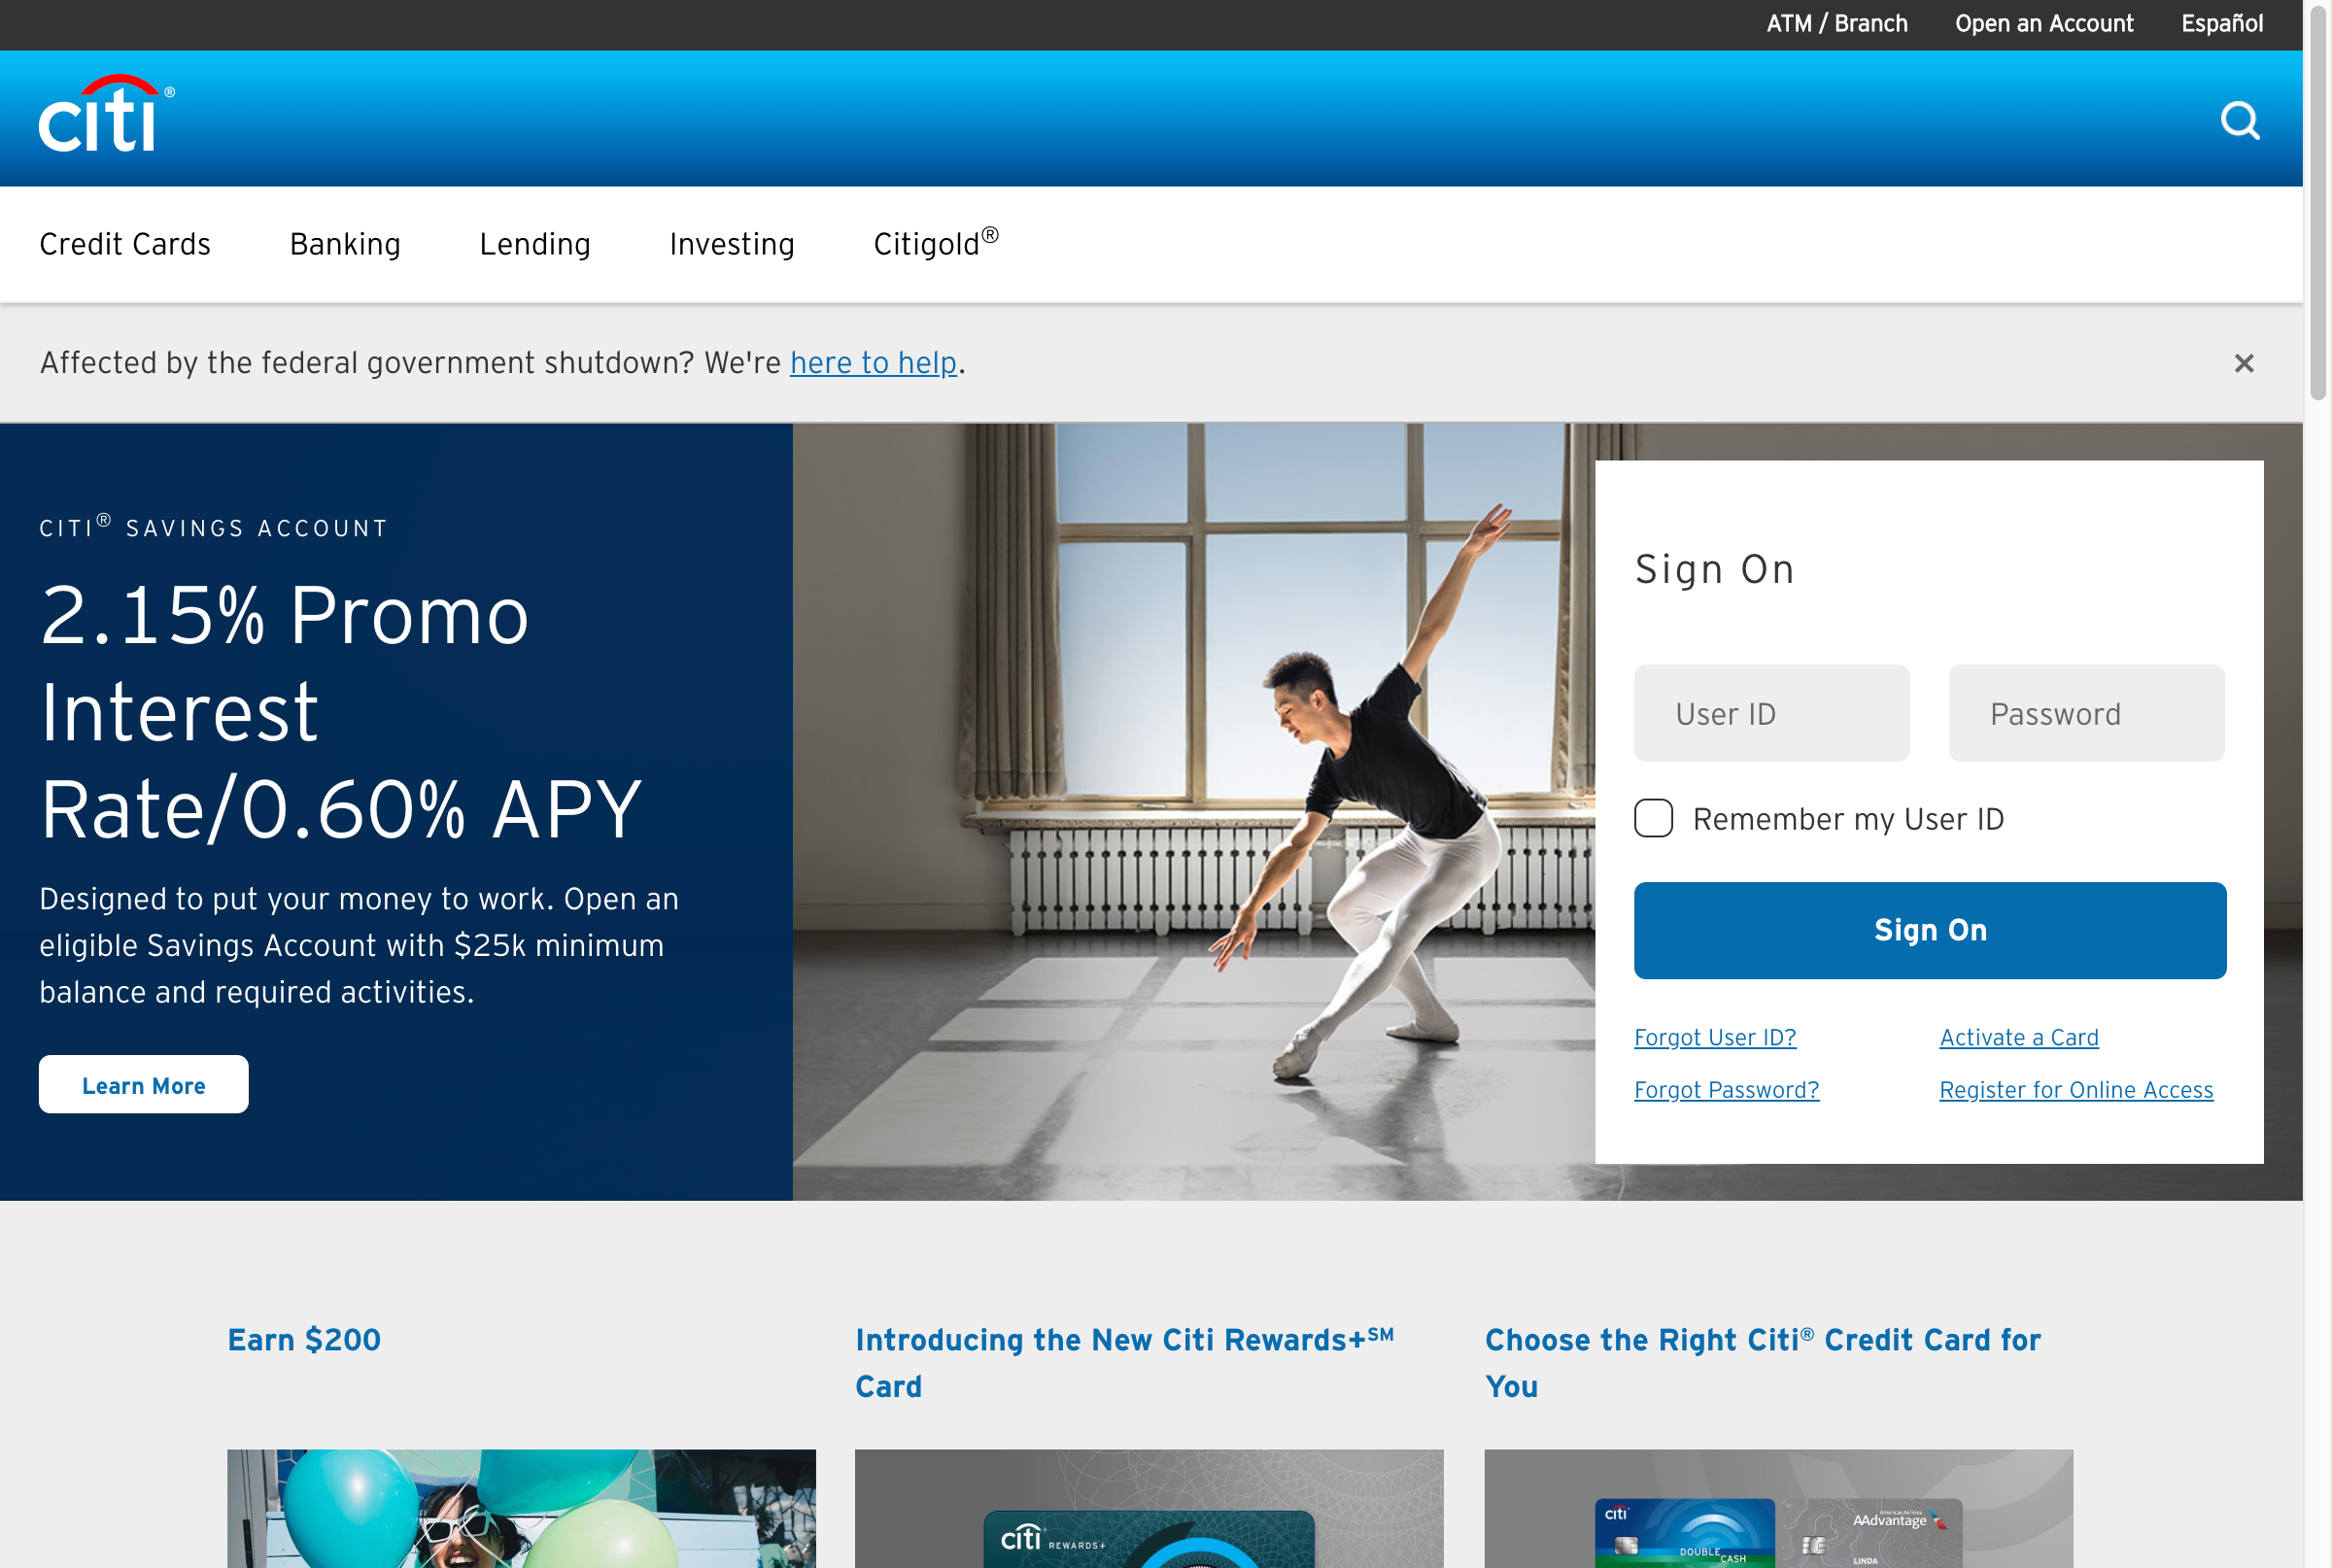 ATM / Branch
Open an Account
Español
citi®
Credit Cards
Banking
Lending
Investing
Citigold®
Affected by the federal government shutdown? We're here to help.
×
CITI® SAVINGS ACCOUNT
2.15% Promo
Interest
Rate/0.60% APY
Designed to put your money to work. Open an
eligible Savings Account with $25k minimum
balance and required activities.
Learn More
Sign On
User ID
Password
Remember my User ID
Sign On
Forgot User ID?
Activate a Card
Forgot Password?
Register for Online Access
Earn $200
Introducing the New Citi Rewards+℠
Card
Choose the Right Citi® Credit Card for
You
citi REWARDS+
citi
DOUBLE
CASH
American Airlines
AAdvantage
LINDA